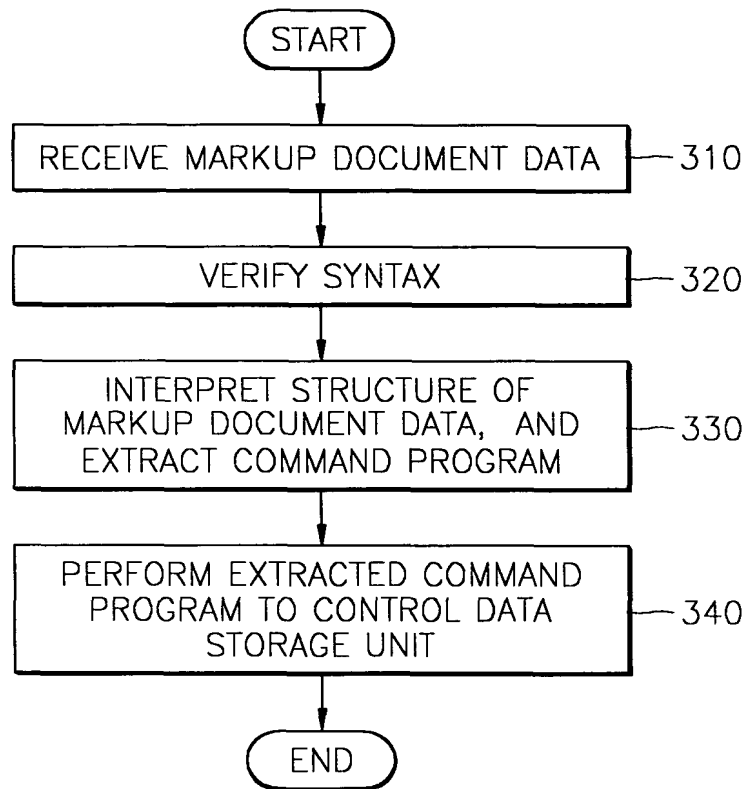 START
RECEIVE MARKUP DOCUMENT DATA
310
VERIFY SYNTAX
320
INTERPRET STRUCTURE OF
MARKUP DOCUMENT DATA, AND
EXTRACT COMMAND PROGRAM
330
PERFORM EXTRACTED COMMAND
PROGRAM TO CONTROL DATA
STORAGE UNIT
340
END